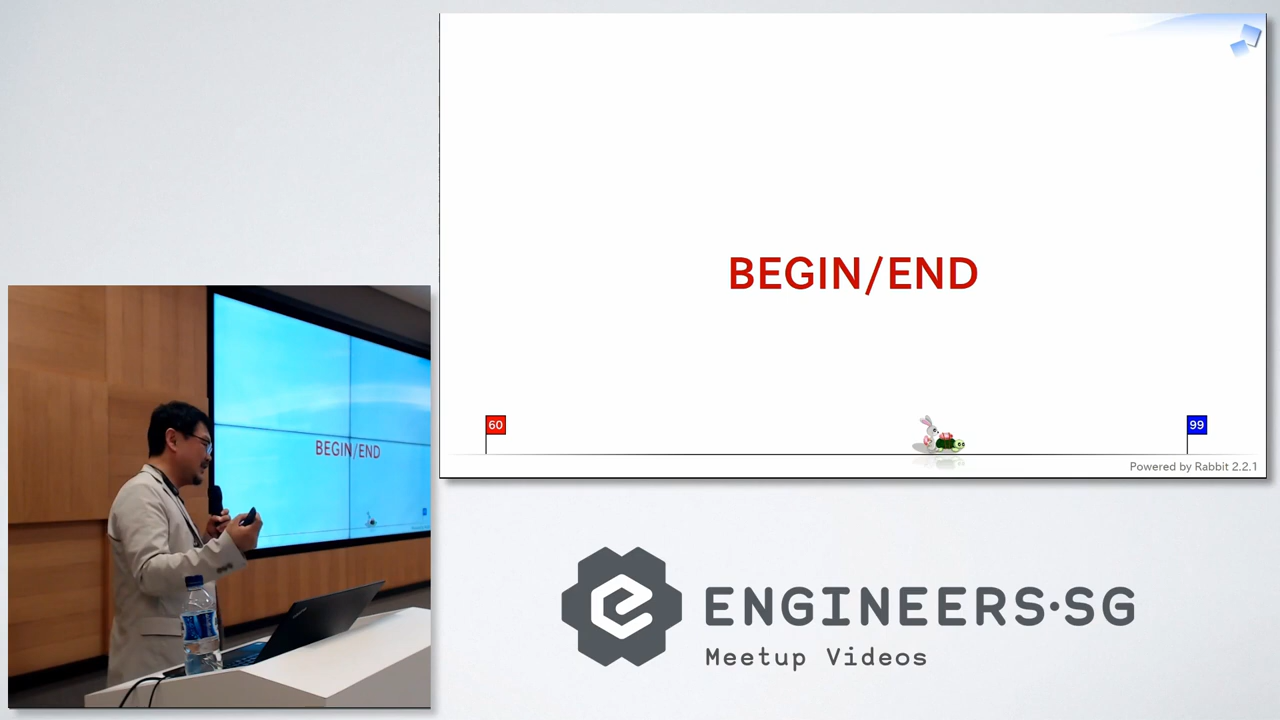 BEGIN/END
60
99
Powered by Rabbit 2.2.1
BEGIN/END
ENGINEERS·SG
Meetup Videos